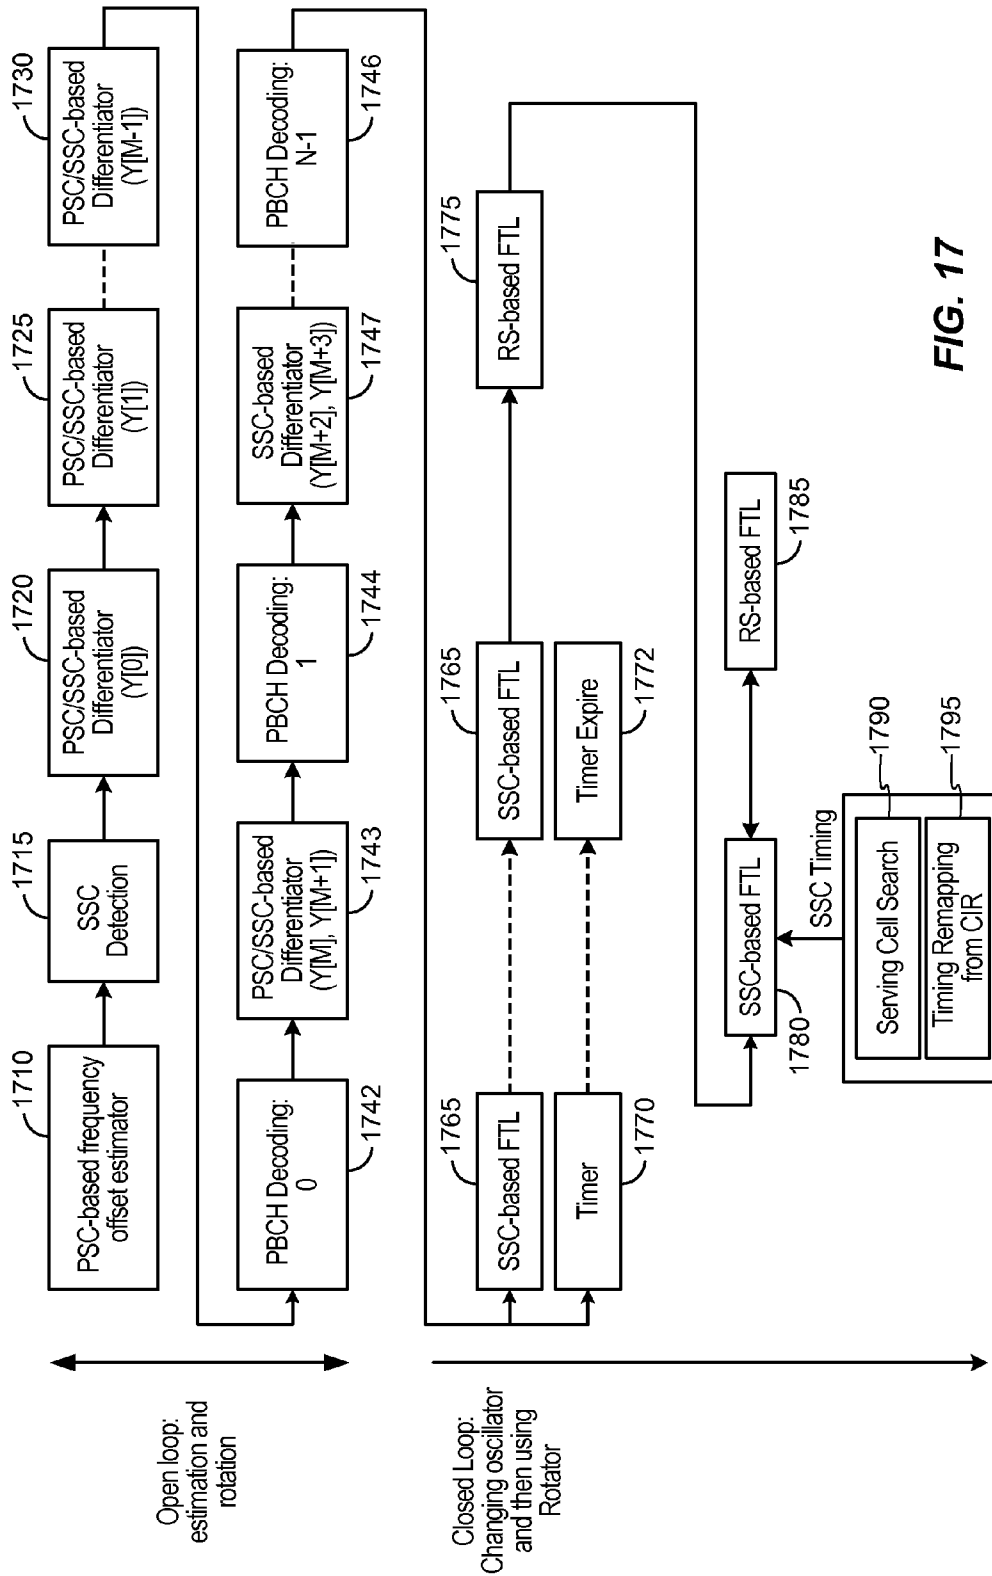 Open loop:
estimation and
rotation
1710
PSC-based frequency
offset estimator
1715
SSC
Detection
1720
PSC/SSC-based
Differentiator
(Y[0])
1725
PSC/SSC-based
Differentiator
(Y[1])
1730
PSC/SSC-based
Differentiator
(Y[M-1])
PBCH Decoding:
0
1742
PSC/SSC-based
Differentiator
(Y[M], Y[M+1])
1743
PBCH Decoding:
1
1744
SSC-based
Differentiator
(Y[M+2], Y[M+3])
1747
PBCH Decoding:
N-1
1746
Closed Loop:
Changing oscillator
and then using
Rotator
1765
SSC-based FTL
Timer
1770
1765
SSC-based FTL
Timer Expire
1772
RS-based FTL
1775
SSC-based FTL
1780
RS-based FTL
1785
SSC Timing
1790
Serving Cell Search
1795
Timing Remapping
from CIR
FIG. 17